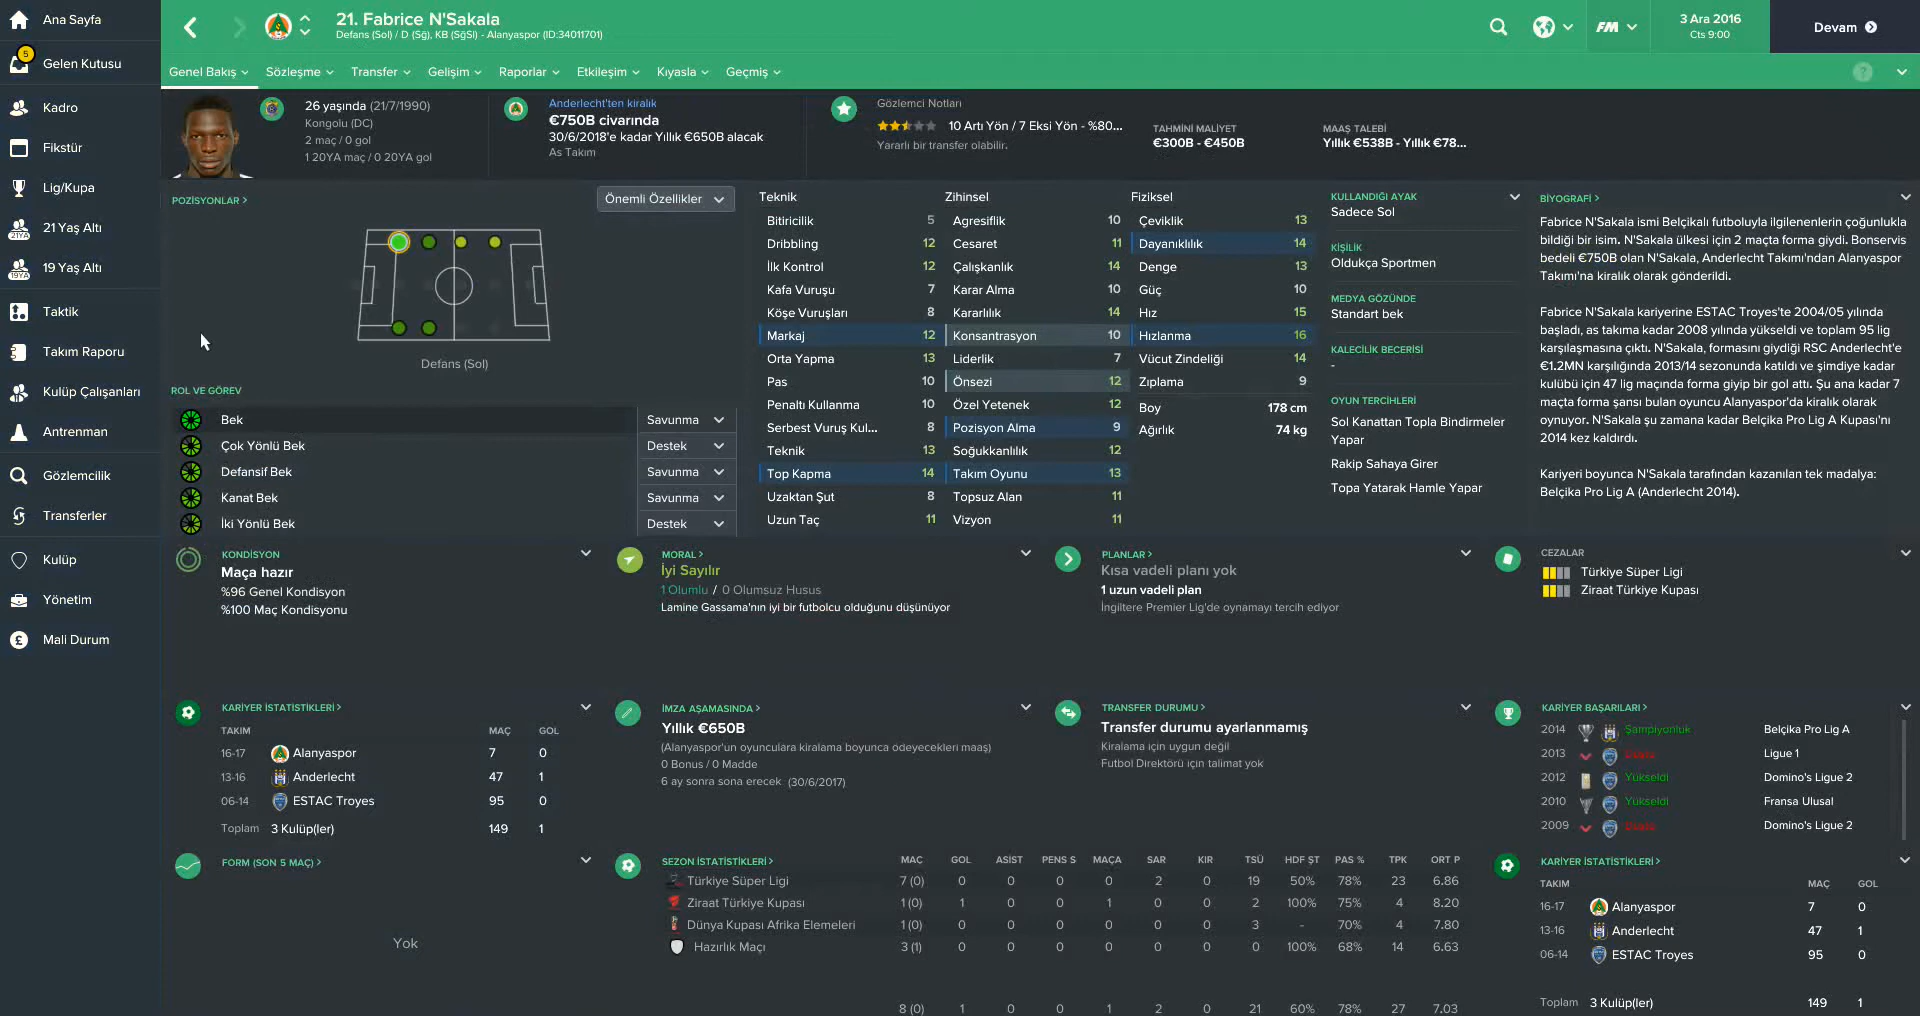 Ana Sayfa
5
Gelen Kutusu
Kadro
Fikstür
Lig/Kupa
21YA
21 Yaş Altı
19YA
19 Yaş Altı
Taktik
Takım Raporu
Kulüp Çalışanları
Antrenman
Gözlemcilik
Transferler
Kulüp
Yönetim
Mali Durum
21. Fabrice N'Sakala
Defans (Sol) / D (Sğ), KB (SğSl) - Alanyaspor (ID:34011701)
FM
3 Ara 2016
Cts 9:00
Devam
Genel Bakış
Sözleşme
Transfer
Gelişim
Raporlar
Etkileşim
Kıyasla
Geçmiş
?
26 yaşında (21/7/1990)
Kongolu (DC)
2 maç / 0 gol
1 20YA maç / 0 20YA gol
Anderlecht'ten kiralık
€750B civarında
30/6/2018'e kadar Yıllık €650B alacak
As Takım
Gözlemci Notları
10 Artı Yön / 7 Eksi Yön - %80...
Yararlı bir transfer olabilir.
TAHMİNİ MALİYET
€300B - €450B
MAAŞ TALEBİ
Yıllık €538B - Yıllık €78...
POZİSYONLAR >
Önemli Özellikler
Defans (Sol)
ROL VE GÖREV
Bek Savunma
Çok Yönlü Bek Destek
Defansif Bek Savunma
Kanat Bek Savunma
İki Yönlü Bek Destek
Teknik
Bitiricilik 5
Dribbling 12
İlk Kontrol 12
Kafa Vuruşu 7
Köşe Vuruşları 8
Markaj 12
Orta Yapma 13
Pas 10
Penaltı Kullanma 10
Serbest Vuruş Kul... 8
Teknik 13
Top Kapma 14
Uzaktan Şut 8
Uzun Taç 11
Zihinsel
Agresiflik 10
Cesaret 11
Çalışkanlık 14
Karar Alma 10
Kararlılık 14
Konsantrasyon 10
Liderlik 7
Önsezi 12
Özel Yetenek 12
Pozisyon Alma 9
Soğukkanlılık 12
Takım Oyunu 13
Topsuz Alan 11
Vizyon 11
Fiziksel
Çeviklik 13
Dayanıklılık 14
Denge 13
Güç 10
Hız 15
Hızlanma 16
Vücut Zindeliği 14
Zıplama 9
Boy 178 cm
Ağırlık 74 kg
KULLANDIĞI AYAK
Sadece Sol
KİŞİLİK
Oldukça Sportmen
MEDYA GÖZÜNDE
Standart bek
KALECİLİK BECERİSİ
-
OYUN TERCİHLERİ
Sol Kanattan Topla Bindirmeler
Yapar
Rakip Sahaya Girer
Topa Yatarak Hamle Yapar
BİYOGRAFİ >
Fabrice N'Sakala ismi Belçikalı futboluyla ilgilenenlerin çoğunlukla
bildiği bir isim. N'Sakala ülkesi için 2 maçta forma giydi. Bonservis
bedeli €750B olan N'Sakala, Anderlecht Takımı'ndan Alanyaspor
Takımı'na kiralık olarak gönderildi.
Fabrice N'Sakala kariyerine ESTAC Troyes'te 2004/05 yılında
başladı, as takıma kadar 2008 yılında yükseldi ve toplam 95 lig
karşılaşmasına çıktı. N'Sakala, formasını giydiği RSC Anderlecht'e
€1.2MN karşılığında 2013/14 sezonunda katıldı ve şimdiye kadar
kulübü için 47 lig maçında forma giyip bir gol attı. Şu ana kadar 7
maçta forma şansı bulan oyuncu Alanyaspor'da kiralık olarak
oynuyor. N'Sakala şu zamana kadar Belçika Pro Lig A Kupası'nı
2014 kez kaldırdı.
Kariyeri boyunca N'Sakala tarafından kazanılan tek madalya:
Belçika Pro Lig A (Anderlecht 2014).
KONDİSYON
Maça hazır
%96 Genel Kondisyon
%100 Maç Kondisyonu
MORAL >
İyi Sayılır
1 Olumlu / 0 Olumsuz Husus
Lamine Gassama'nın iyi bir futbolcu olduğunu düşünüyor
PLANLAR >
Kısa vadeli planı yok
1 uzun vadeli plan
İngiltere Premier Lig'de oynamayı tercih ediyor
CEZALAR
Türkiye Süper Ligi
Ziraat Türkiye Kupası
KARİYER İSTATİSTİKLERİ >
TAKIM MAÇ GOL
16-17 Alanyaspor 7 0
13-16 Anderlecht 47 1
06-14 ESTAC Troyes 95 0
Toplam 3 Kulüp(ler) 149 1
İMZA AŞAMASINDA >
Yıllık €650B
(Alanyaspor'un oyunculara kiralama boyunca ödeyecekleri maaş)
0 Bonus / 0 Madde
6 ay sonra sona erecek (30/6/2017)
TRANSFER DURUMU >
Transfer durumu ayarlanmamış
Kiralama için uygun değil
Futbol Direktörü için talimat yok
KARİYER BAŞARILARI >
2014 Şampiyonluk Belçika Pro Lig A
2013 Ligue 1
2012 Yükseldi Domino's Ligue 2
2010 Yükseldi Fransa Ulusal
2009 Domino's Ligue 2
FORM (SON 5 MAÇ) >
Yok
SEZON İSTATİSTİKLERİ > MAÇ GOL ASİST PENS S MAÇA SAR KIR TSÜ HDF ŞT PAS % TPK ORT P
Türkiye Süper Ligi 7 (0) 0 0 0 0 2 0 19 50% 78% 23 6.86
Ziraat Türkiye Kupası 1 (0) 1 0 0 1 0 0 2 100% 75% 4 8.20
Dünya Kupası Afrika Elemeleri 1 (0) 0 0 0 0 0 0 3 - 70% 4 7.80
Hazırlık Maçı 3 (1) 0 0 0 0 0 0 0 100% 68% 14 6.63
8 (0) 1 0 0 1 2 0 21 60% 78% 27 7.03
KARİYER İSTATİSTİKLERİ >
TAKIM MAÇ GOL
16-17 Alanyaspor 7 0
13-16 Anderlecht 47 1
06-14 ESTAC Troyes 95 0
Toplam 3 Kulüp(ler) 149 1